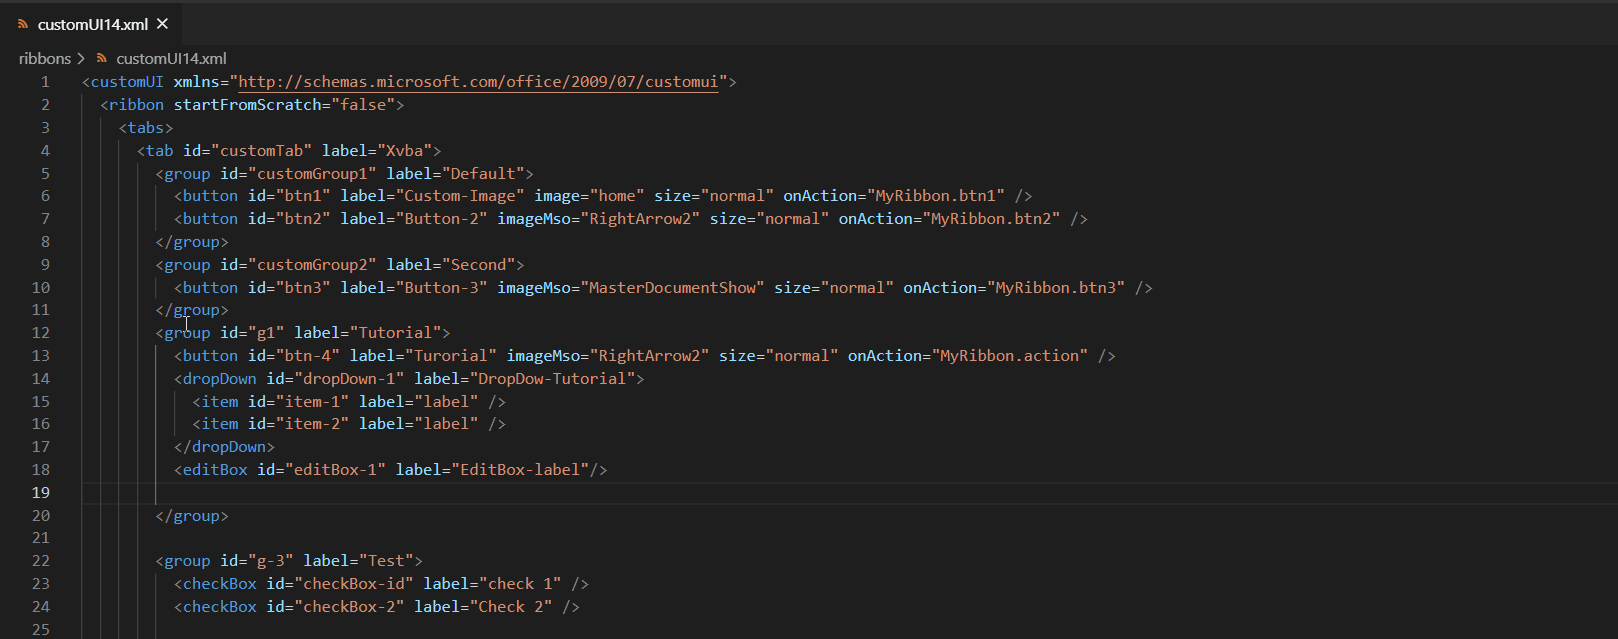 customUI14.xml ×
ribbons > customUI14.xml
1 <customUI xmlns="http://schemas.microsoft.com/office/2009/07/customui">
2 <ribbon startFromScratch="false">
3 <tabs>
4 <tab id="customTab" label="Xvba">
5 <group id="customGroup1" label="Default">
6 <button id="btn1" label="Custom-Image" image="home" size="normal" onAction="MyRibbon.btn1" />
7 <button id="btn2" label="Button-2" imageMso="RightArrow2" size="normal" onAction="MyRibbon.btn2" />
8 </group>
9 <group id="customGroup2" label="Second">
10 <button id="btn3" label="Button-3" imageMso="MasterDocumentShow" size="normal" onAction="MyRibbon.btn3" />
11 </group>
12 <group id="g1" label="Tutorial">
13 <button id="btn-4" label="Turorial" imageMso="RightArrow2" size="normal" onAction="MyRibbon.action" />
14 <dropDown id="dropDown-1" label="DropDow-Tutorial">
15 <item id="item-1" label="label" />
16 <item id="item-2" label="label" />
17 </dropDown>
18 <editBox id="editBox-1" label="EditBox-label"/>
19
20 </group>
21
22 <group id="g-3" label="Test">
23 <checkBox id="checkBox-id" label="check 1" />
24 <checkBox id="checkBox-2" label="Check 2" />
25